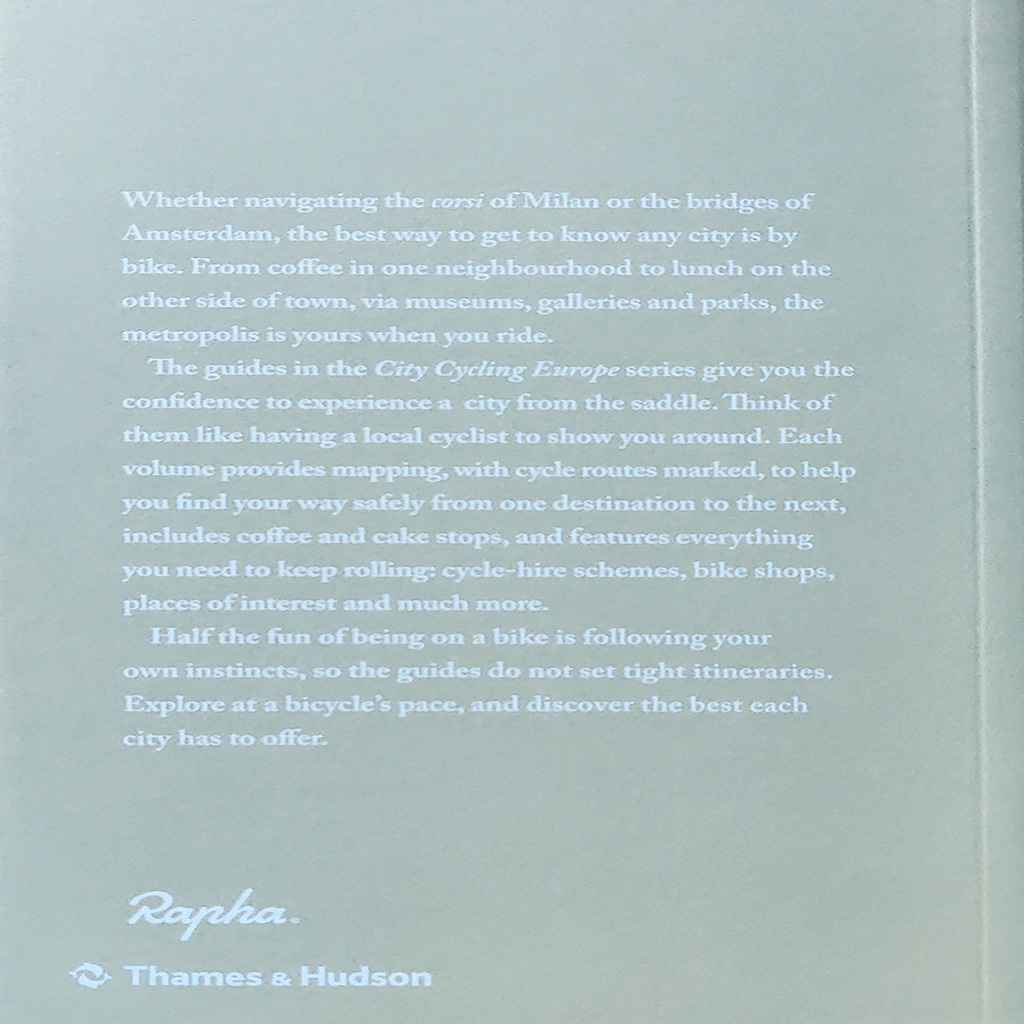 Whether navigating the corsi of Milan or the bridges of
Amsterdam, the best way to get to know any city is by
bike. From coffee in one neighbourhood to lunch on the
other side of town, via museums, galleries and parks, the
metropolis is yours when you ride.
The guides in the City Cycling Europe series give you the
confidence to experience a city from the saddle. Think of
them like having a local cyclist to show you around. Each
volume provides mapping, with cycle routes marked, to help
you find your way safely from one destination to the next,
includes coffee and cake stops, and features everything
you need to keep rolling: cycle-hire schemes, bike shops,
places of interest and much more.
Half the fun of being on a bike is following your
own instincts, so the guides do not set tight itineraries.
Explore at a bicycle's pace, and discover the best each
city has to offer.
Rapha
Thames & Hudson